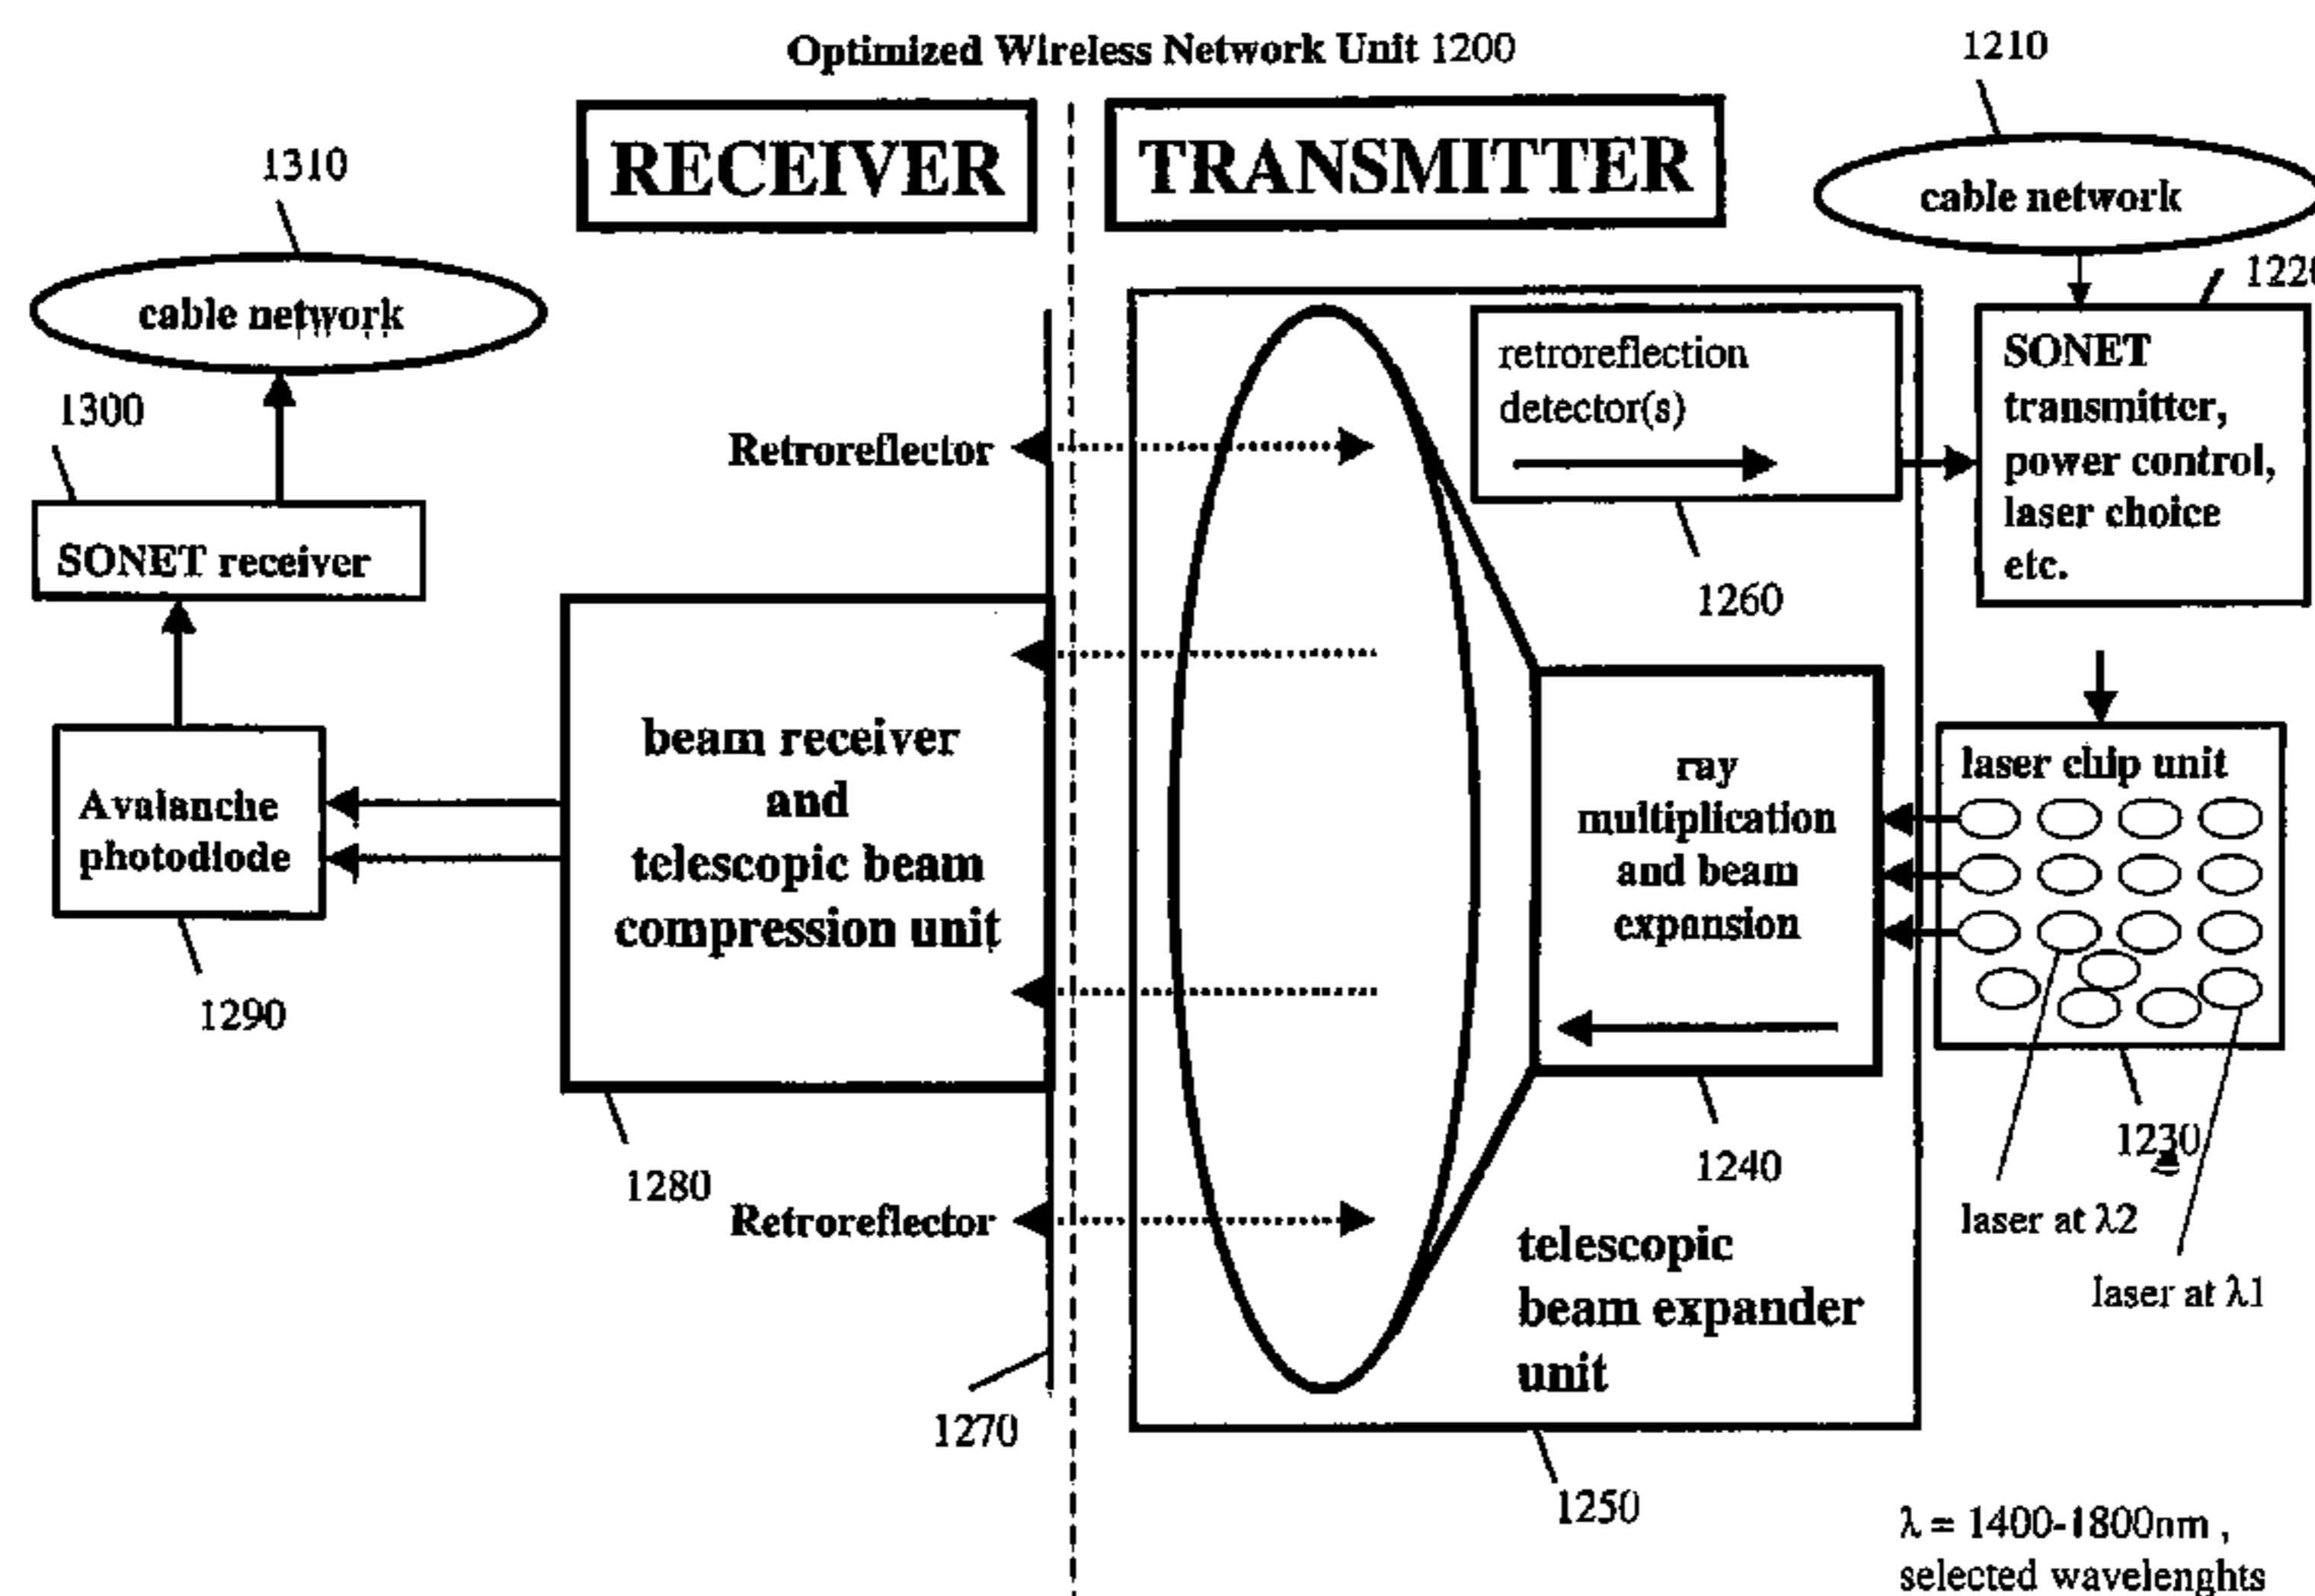 Optimized Wireless Network Unit 1200
RECEIVER
TRANSMITTER
1210
cable network
1310
cable network
1220
SONET
transmitter,
power control,
laser choice
etc.
retroreflection
detector(s)
1260
1300
SONET receiver
Retroreflector
Avalanche
photodiode
1290
beam receiver
and
telescopic beam
compression unit
1280
Retroreflector
1270
ray
multiplication
and beam
expansion
1240
telescopic
beam expander
unit
1250
laser chip unit
1230
laser at λ2
laser at λ1
λ = 1400-1800nm ,
selected wavelenghts